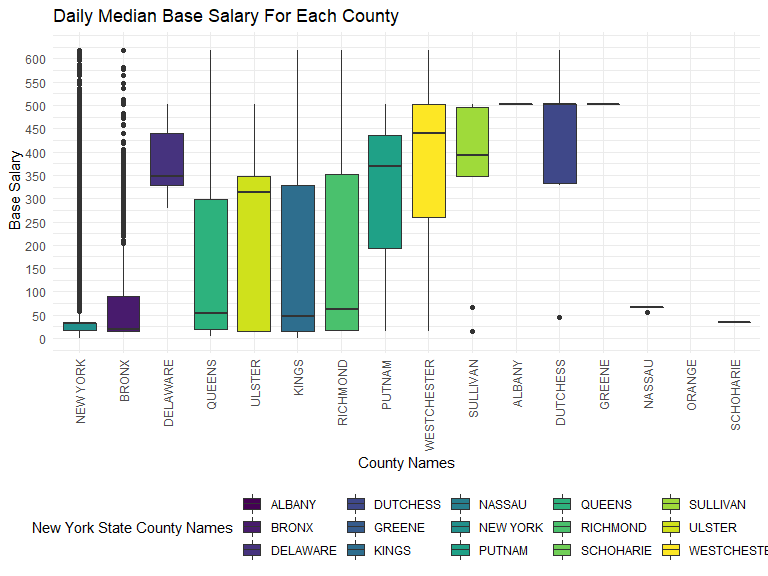 Daily Median Base Salary For Each County
600
550
500
450
400
350
300
250
200
150
100
50
0
Base Salary
NEW YORK
BRONX
DELAWARE
QUEENS
ULSTER
KINGS
RICHMOND
PUTNAM
WESTCHESTER
SULLIVAN
ALBANY
DUTCHESS
GREENE
NASSAU
ORANGE
SCHOHARIE
County Names
New York State County Names
ALBANY DUTCHESS NASSAU QUEENS SULLIVAN
BRONX GREENE NEW YORK RICHMOND ULSTER
DELAWARE KINGS PUTNAM SCHOHARIE WESTCHESTE